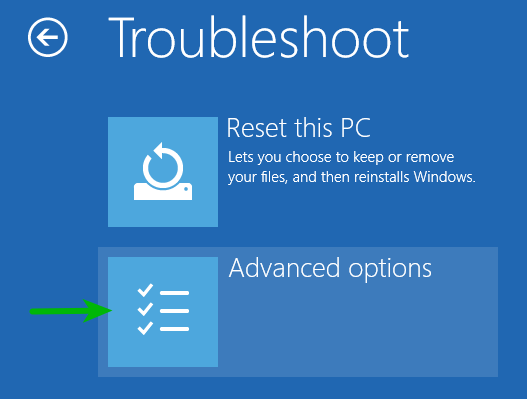 Troubleshoot
Reset this PC
Lets you choose to keep or remove
your files, and then reinstalls Windows.
Advanced options